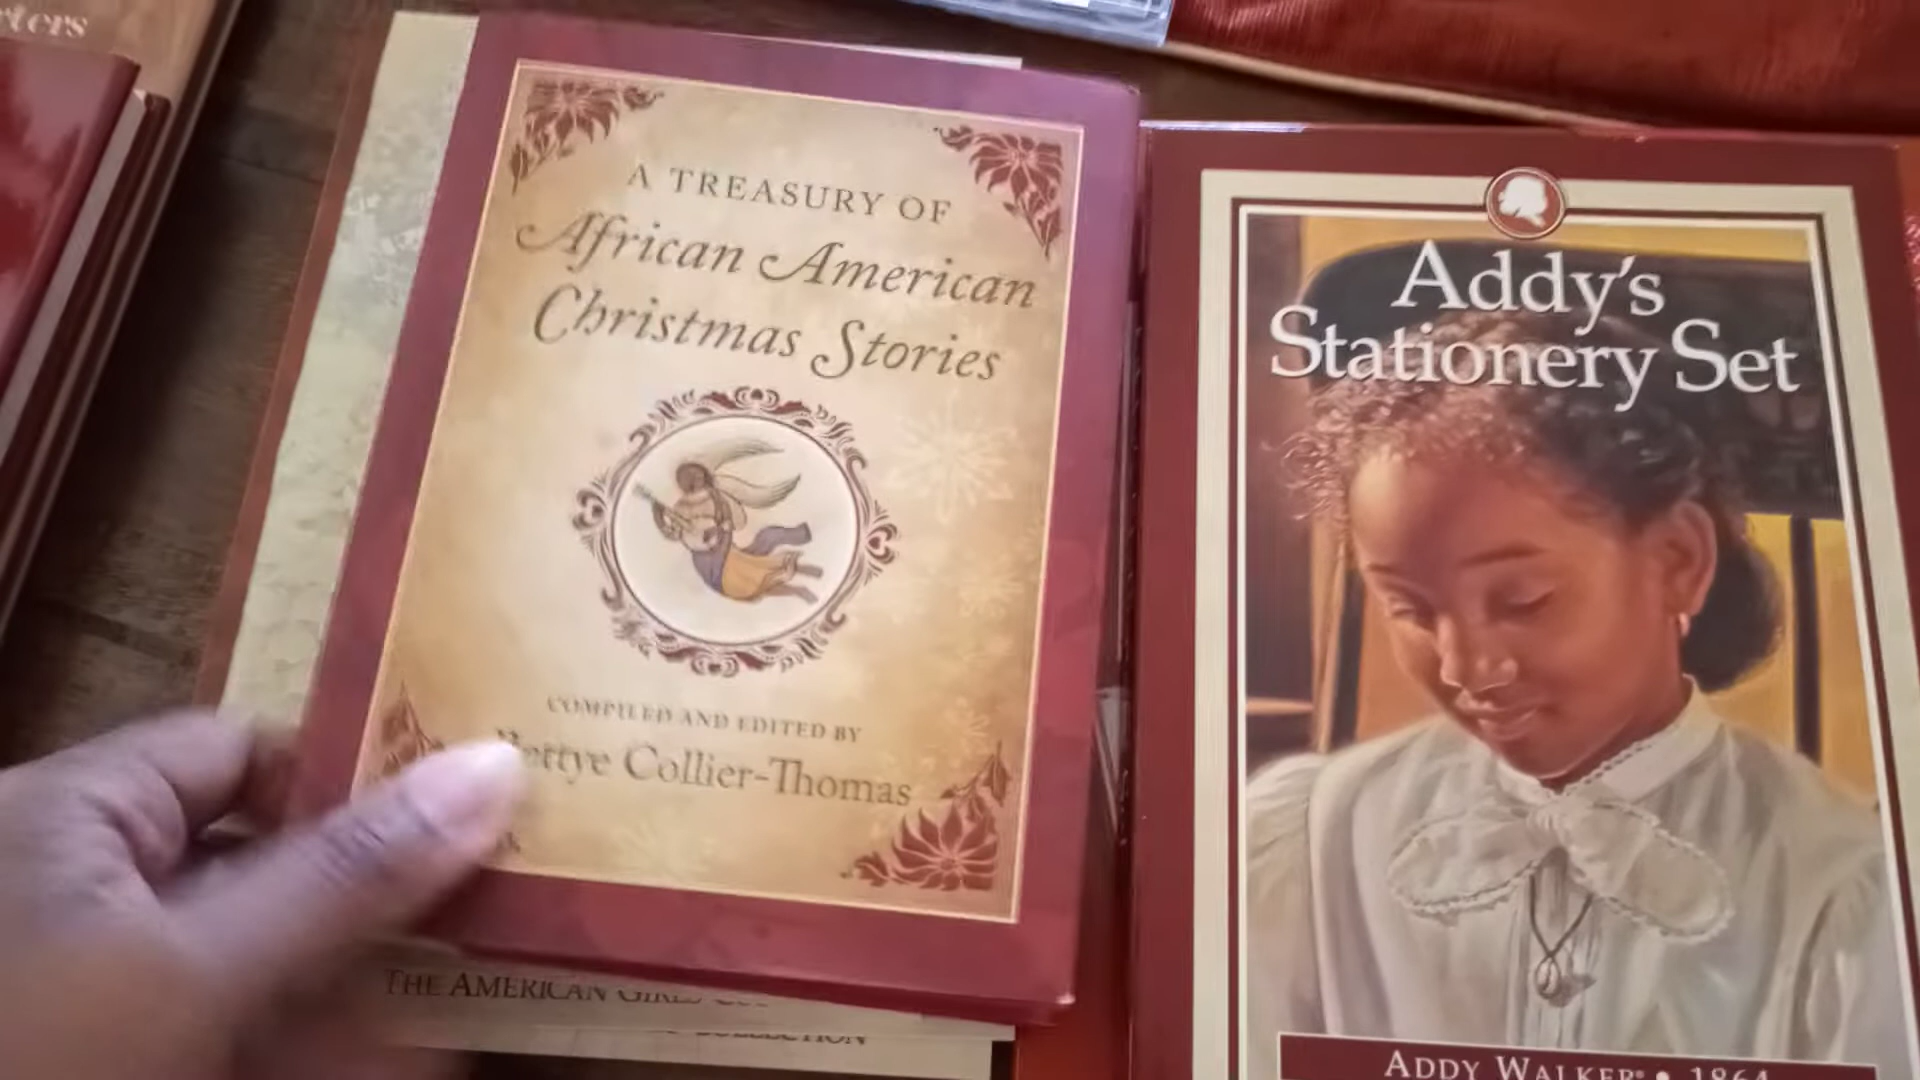 A TREASURY OF
African American
Christmas Stories
COMPILED AND EDITED BY
Bettye Collier-Thomas
Addy's
Stationery Set
ADDY WALKER® • 1864
THE AMERICAN GIRLS
COLLECTION